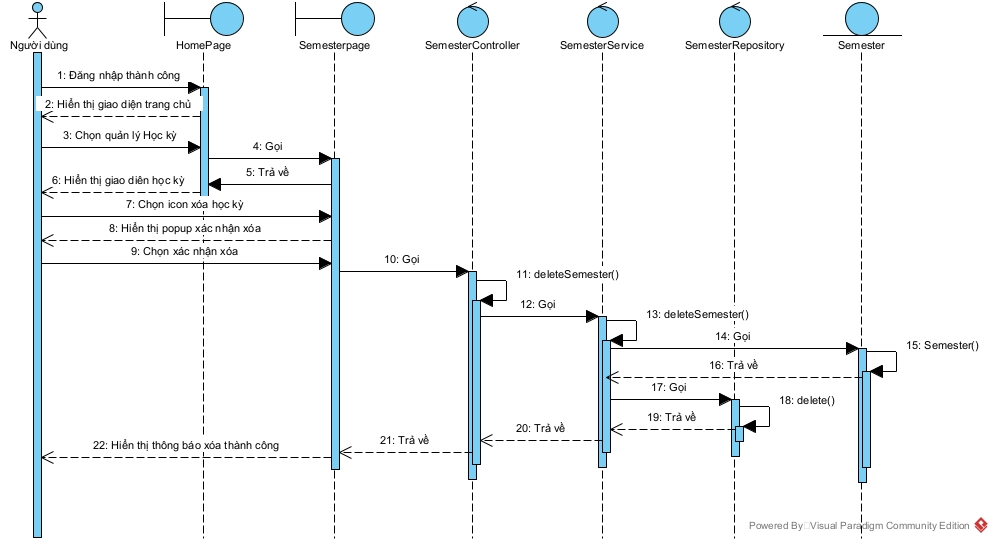 Người dùng
HomePage
Semesterpage
SemesterController
SemesterService
SemesterRepository
Semester
1: Đăng nhập thành công
2: Hiển thị giao diện trang chủ
3: Chọn quản lý Học kỳ
4: Gọi
5: Trả về
6: Hiển thị giao diên học kỳ
7: Chọn icon xóa học kỳ
8: Hiển thị popup xác nhận xóa
9: Chọn xác nhận xóa
10: Gọi
11: deleteSemester()
12: Gọi
13: deleteSemester()
14: Gọi
15: Semester()
16: Trả về
17: Gọi
18: delete()
19: Trả về
20: Trả về
21: Trả về
22: Hiển thị thông báo xóa thành công
Powered By Visual Paradigm Community Edition